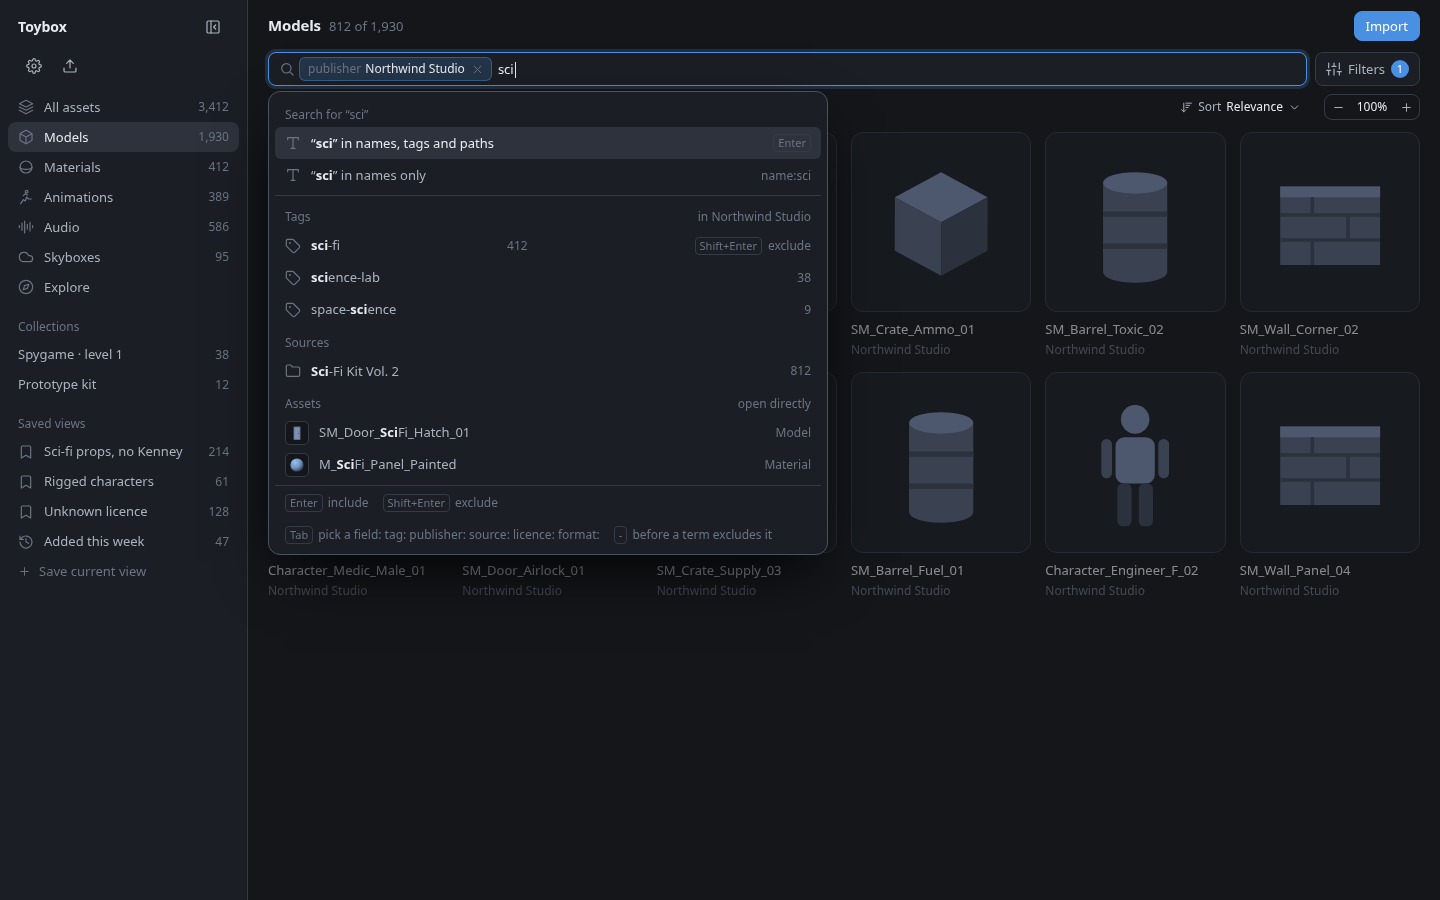 Toybox
All assets 3,412
Models 1,930
Materials 412
Animations 389
Audio 586
Skyboxes 95
Explore
Collections
Spygame · level 1 38
Prototype kit 12
Saved views
Sci-fi props, no Kenney 214
Rigged characters 61
Unknown licence 128
Added this week 47
Save current view
Models 812 of 1,930
Import
publisher Northwind Studio sci
Filters 1
Sort Relevance
100%
Search for “sci”
“sci” in names, tags and paths Enter
“sci” in names only name:sci
Tags in Northwind Studio
sci-fi 412 Shift+Enter exclude
science-lab 38
space-science 9
Sources
Sci-Fi Kit Vol. 2 812
Assets open directly
SM_Door_SciFi_Hatch_01 Model
M_SciFi_Panel_Painted Material
Enter include Shift+Enter exclude
Tab pick a field: tag: publisher: source: licence: format: - before a term excludes it
SM_Crate_Ammo_01
Northwind Studio
SM_Barrel_Toxic_02
Northwind Studio
SM_Wall_Corner_02
Northwind Studio
Character_Medic_Male_01
Northwind Studio
SM_Door_Airlock_01
Northwind Studio
SM_Crate_Supply_03
Northwind Studio
SM_Barrel_Fuel_01
Northwind Studio
Character_Engineer_F_02
Northwind Studio
SM_Wall_Panel_04
Northwind Studio